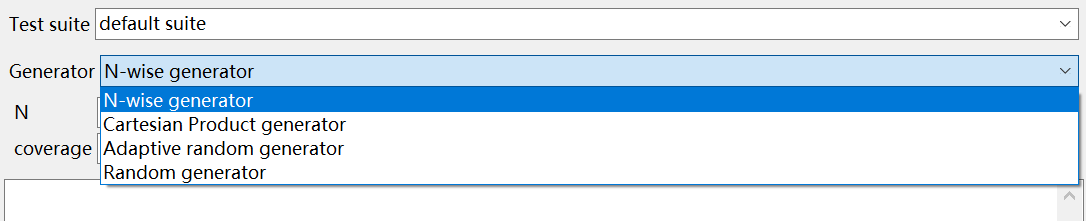 Test suite default suite
Generator N-wise generator
N-wise generator
N
Cartesian Product generator
coverage Adaptive random generator
Random generator